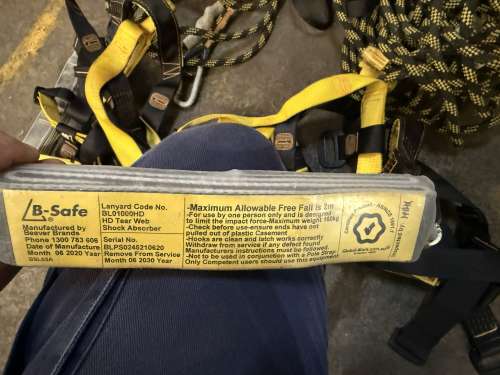 B-Safe
Manufactured by
Beaver Brands
Phone 1300 783 606
Date of Manufacture
Month 06 2020 Year
Lanyard Code No.
BL01000HD
HD Tear Web
Shock Absorber
Serial No.
BLPS0245210620
Remove From Service
Month 06 2030 Year
-Maximum Allowable Free Fall is 2m
-For use by one person only and is designed
to limit the impact force-Maximum weight 160kg
-Check before use-ensure ends have not
pulled out of plastic Casement
-Hooks are clean and latch works correctly
Withdraw from service if any defect found
Manufacturers instructions must be followed.
-Not to be used in conjunction with a Pole Strap
Only Competent users should use this equipment